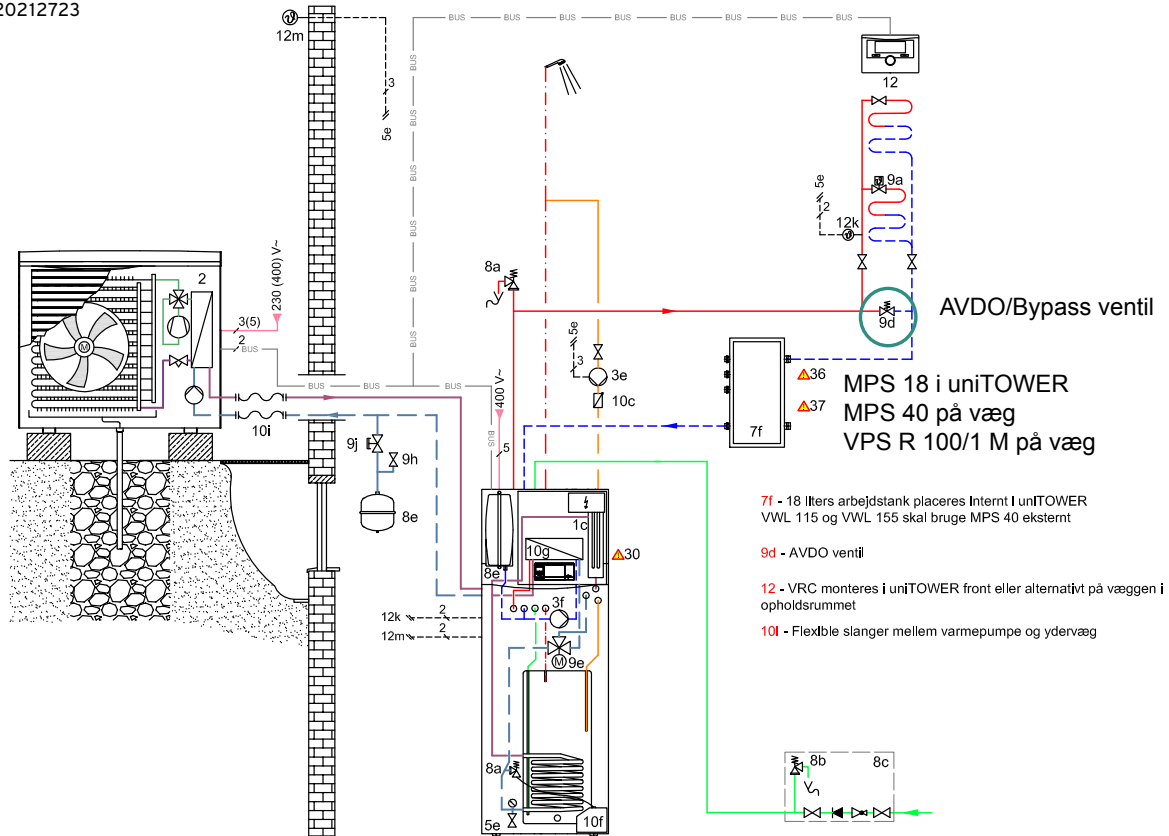 20212723
12m
BUS
BUS
BUS
BUS
BUS
BUS
BUS
BUS
BUS
12
3
5e
9a
5e
2
12k
8a
9d
AVDO/Bypass ventil
2
230 (400) V~
3(5)
2
BUS
BUS
BUS
BUS
M
5e
3
3e
10c
400 V~
5
7f
36
37
MPS 18 i uniTOWER
MPS 40 på væg
VPS R 100/1 M på væg
10i
9j
9h
8e
7f - 18 liters arbejdstank placeres internt i uniTOWER
VWL 115 og VWL 155 skal bruge MPS 40 eksternt
9d - AVDO ventil
12 - VRC monteres i uniTOWER front eller alternativt på væggen i
opholdsrummet
10i - Flexible slanger mellem varmepumpe og ydervæg
1c
10g
8e
30
3f
12k
2
12m
2
M
9e
8a
5e
10f
8b
8c